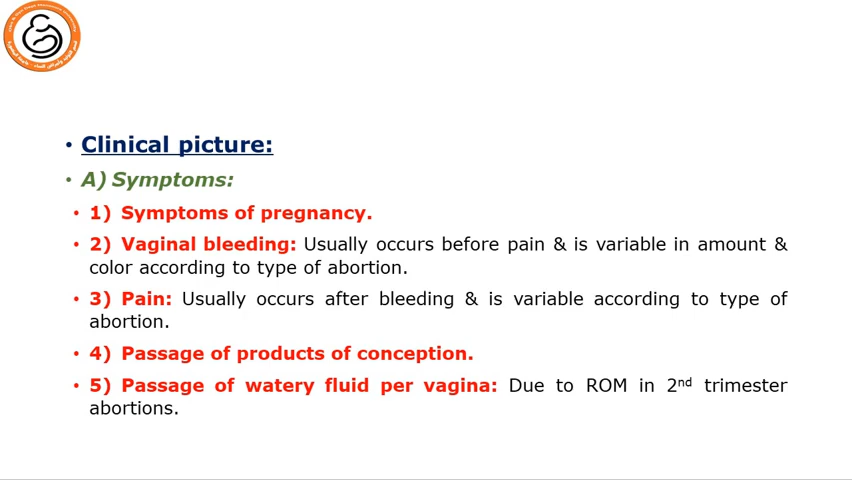 Clinical picture:
A) Symptoms:
1) Symptoms of pregnancy.
2) Vaginal bleeding: Usually occurs before pain & is variable in amount &
color according to type of abortion.
3) Pain: Usually occurs after bleeding & is variable according to type of
abortion.
4) Passage of products of conception.
5) Passage of watery fluid per vagina: Due to ROM in 2nd trimester
abortions.